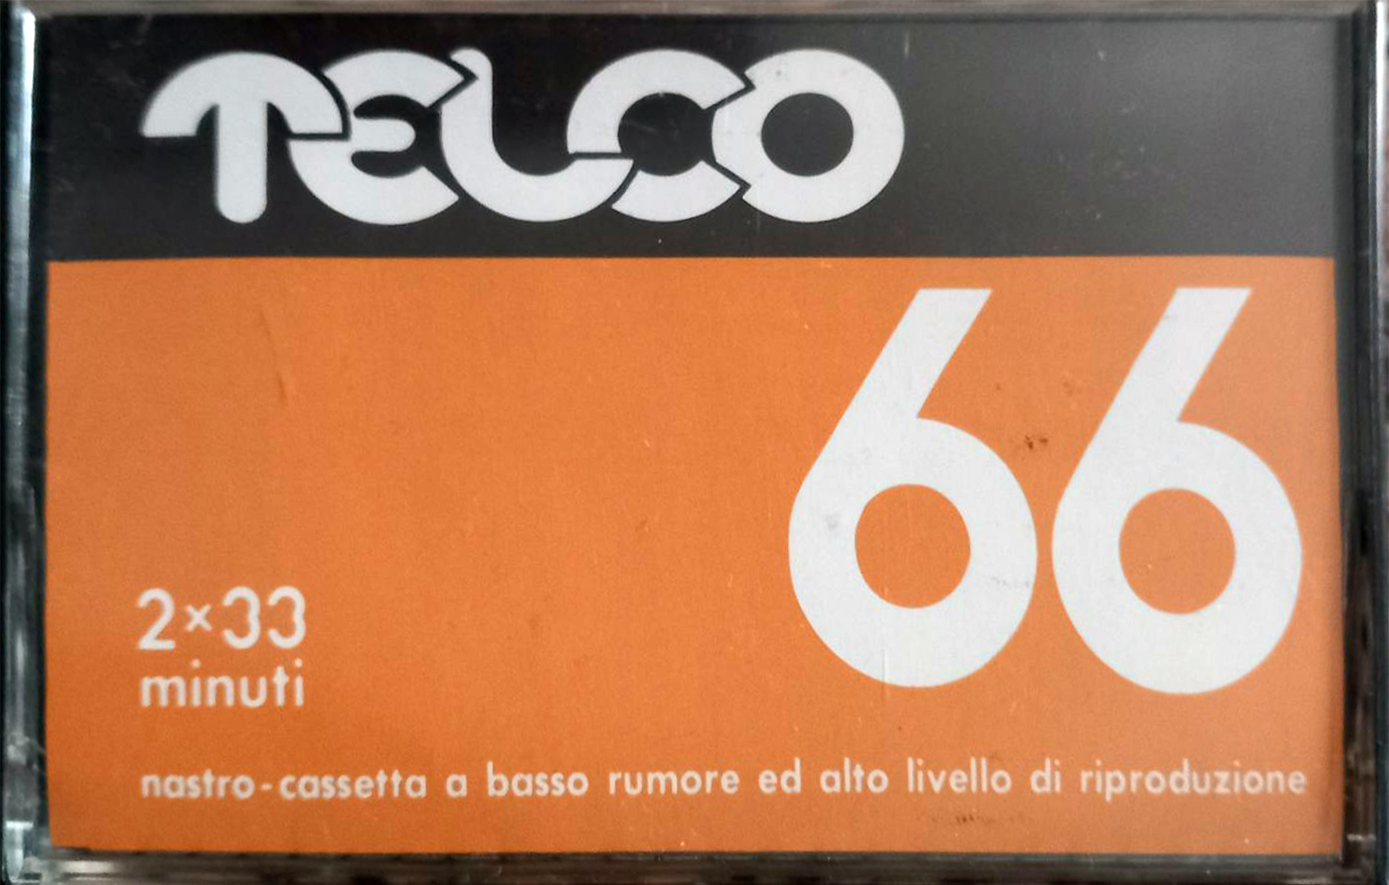 TELCO
66
2×33
minuti
nastro-cassetta a basso rumore ed alto livello di riproduzione